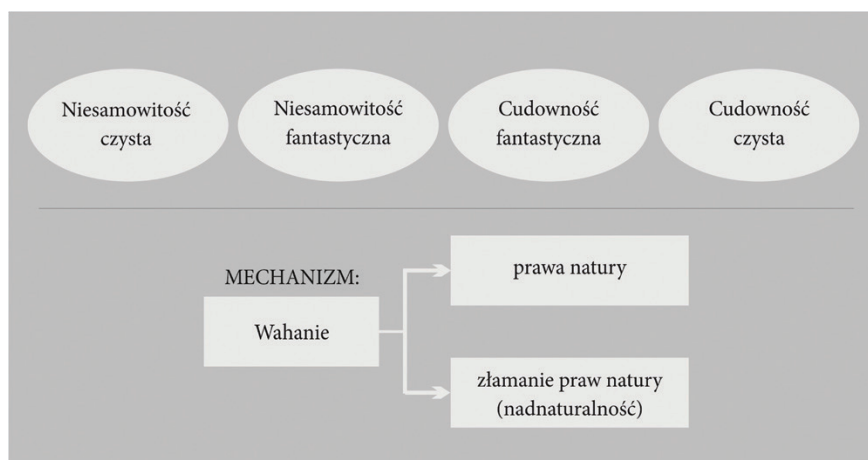 Niesamowitość
czysta
Niesamowitość
fantastyczna
Cudowność
fantastyczna
Cudowność
czysta
MECHANIZM:
Wahanie
prawa natury
złamanie praw natury
(nadnaturalność)